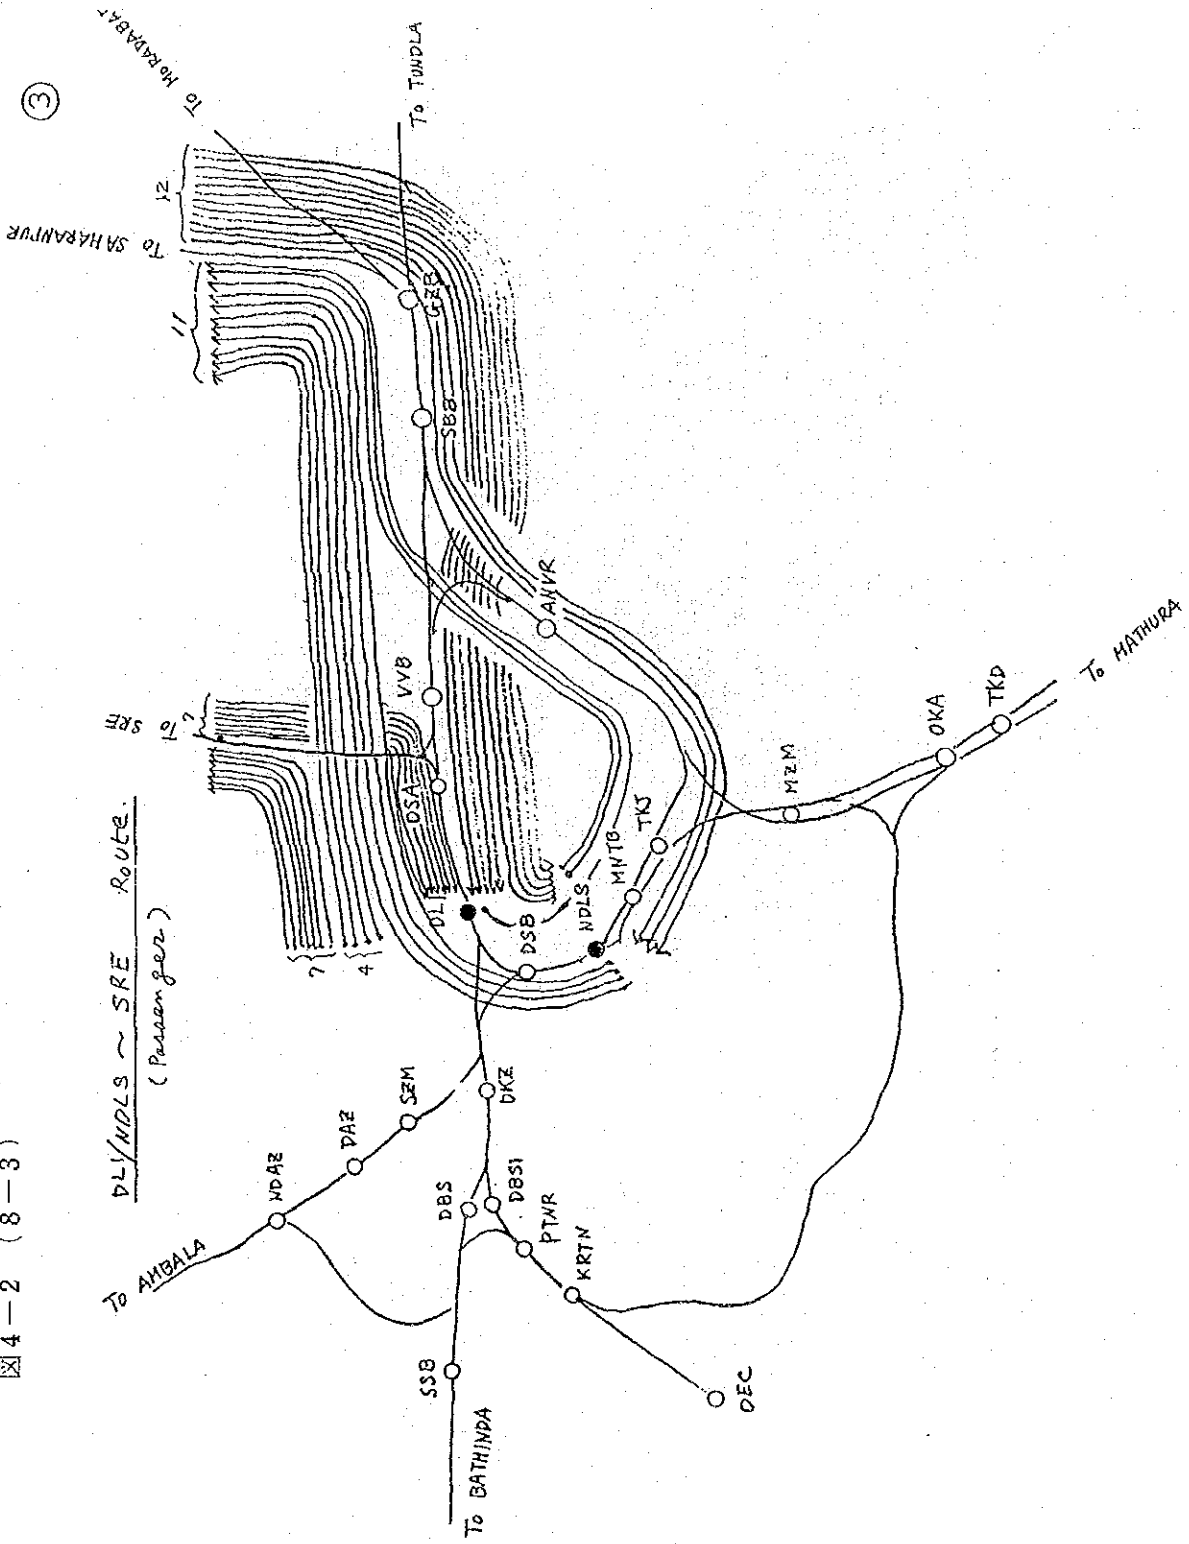 図4－2 (8－3)
③
DLI/NDLS ~ SRE Route.
(Passenger)
To MORADABAD
To SAHARANPUR
To TUNDLA
12
11
To SRE
7
7
4
GZB
SBB
ANVR
VVB
DSA
DLI
DSB
NDLS
MNTB
TKJ
MZM
OKA
TKD
To MATHURA
To AMBALA
NDAZ
DAZ
SZM
DKZ
DBS
DBSI
PTNR
KRTN
SSB
To BATHINDA
OEC